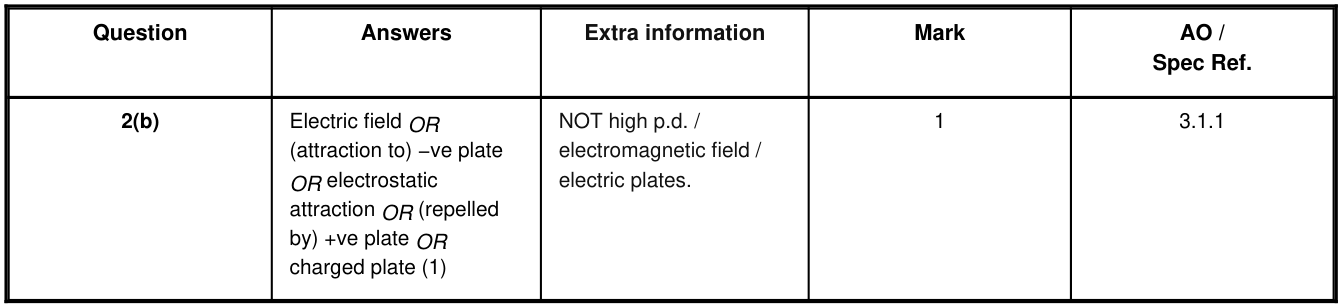 Question Answers Extra information Mark AO /
Spec Ref.
2(b) Electric field OR NOT high p.d. / 1 3.1.1
(attraction to) −ve plate electromagnetic field /
OR electrostatic electric plates.
attraction OR (repelled
by) +ve plate OR
charged plate (1)